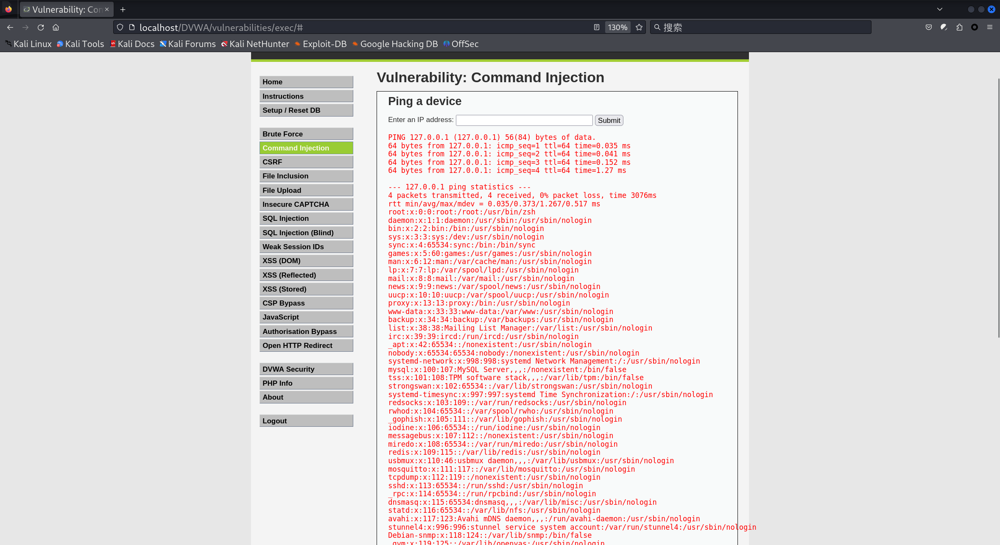 Vulnerability: Con
localhost/DVWA/vulnerabilities/exec/#
130%
搜索
Kali Linux Kali Tools Kali Docs Kali Forums Kali NetHunter Exploit-DB Google Hacking DB OffSec
Home
Instructions
Setup / Reset DB
Brute Force
Command Injection
CSRF
File Inclusion
File Upload
Insecure CAPTCHA
SQL Injection
SQL Injection (Blind)
Weak Session IDs
XSS (DOM)
XSS (Reflected)
XSS (Stored)
CSP Bypass
JavaScript
Authorisation Bypass
Open HTTP Redirect
DVWA Security
PHP Info
About
Logout
Vulnerability: Command Injection
Ping a device
Enter an IP address: Submit
PING 127.0.0.1 (127.0.0.1) 56(84) bytes of data.
64 bytes from 127.0.0.1: icmp_seq=1 ttl=64 time=0.035 ms
64 bytes from 127.0.0.1: icmp_seq=2 ttl=64 time=0.041 ms
64 bytes from 127.0.0.1: icmp_seq=3 ttl=64 time=0.152 ms
64 bytes from 127.0.0.1: icmp_seq=4 ttl=64 time=1.27 ms
--- 127.0.0.1 ping statistics ---
4 packets transmitted, 4 received, 0% packet loss, time 3076ms
rtt min/avg/max/mdev = 0.035/0.373/1.267/0.517 ms
root:x:0:0:root:/root:/usr/bin/zsh
daemon:x:1:1:daemon:/usr/sbin:/usr/sbin/nologin
bin:x:2:2:bin:/bin:/usr/sbin/nologin
sys:x:3:3:sys:/dev:/usr/sbin/nologin
sync:x:4:65534:sync:/bin:/bin/sync
games:x:5:60:games:/usr/games:/usr/sbin/nologin
man:x:6:12:man:/var/cache/man:/usr/sbin/nologin
lp:x:7:7:lp:/var/spool/lpd:/usr/sbin/nologin
mail:x:8:8:mail:/var/mail:/usr/sbin/nologin
news:x:9:9:news:/var/spool/news:/usr/sbin/nologin
uucp:x:10:10:uucp:/var/spool/uucp:/usr/sbin/nologin
proxy:x:13:13:proxy:/bin:/usr/sbin/nologin
www-data:x:33:33:www-data:/var/www:/usr/sbin/nologin
backup:x:34:34:backup:/var/backups:/usr/sbin/nologin
list:x:38:38:Mailing List Manager:/var/list:/usr/sbin/nologin
irc:x:39:39:ircd:/run/ircd:/usr/sbin/nologin
_apt:x:42:65534::/nonexistent:/usr/sbin/nologin
nobody:x:65534:65534:nobody:/nonexistent:/usr/sbin/nologin
systemd-network:x:998:998:systemd Network Management:/:/usr/sbin/nologin
mysql:x:100:107:MySQL Server,,,:/nonexistent:/bin/false
tss:x:101:108:TPM software stack,,,:/var/lib/tpm:/bin/false
strongswan:x:102:65534::/var/lib/strongswan:/usr/sbin/nologin
systemd-timesync:x:997:997:systemd Time Synchronization:/:/usr/sbin/nologin
redsocks:x:103:109::/var/run/redsocks:/usr/sbin/nologin
rwhod:x:104:65534::/var/spool/rwho:/usr/sbin/nologin
_gophish:x:105:111::/var/lib/gophish:/usr/sbin/nologin
iodine:x:106:65534::/run/iodine:/usr/sbin/nologin
messagebus:x:107:112::/nonexistent:/usr/sbin/nologin
miredo:x:108:65534::/var/run/miredo:/usr/sbin/nologin
redis:x:109:115::/var/lib/redis:/usr/sbin/nologin
usbmux:x:110:46:usbmux daemon,,,:/var/lib/usbmux:/usr/sbin/nologin
mosquitto:x:111:117::/var/lib/mosquitto:/usr/sbin/nologin
tcpdump:x:112:119::/nonexistent:/usr/sbin/nologin
sshd:x:113:65534::/run/sshd:/usr/sbin/nologin
_rpc:x:114:65534::/run/rpcbind:/usr/sbin/nologin
dnsmasq:x:115:65534:dnsmasq,,,:/var/lib/misc:/usr/sbin/nologin
statd:x:116:65534::/var/lib/nfs:/usr/sbin/nologin
avahi:x:117:123:Avahi mDNS daemon,,,:/run/avahi-daemon:/usr/sbin/nologin
stunnel4:x:996:996:stunnel service system account:/var/run/stunnel4:/usr/sbin/nologin
Debian-snmp:x:118:124::/var/lib/snmp:/bin/false
_gvm:x:119:125::/var/lib/openvas:/usr/sbin/nologin